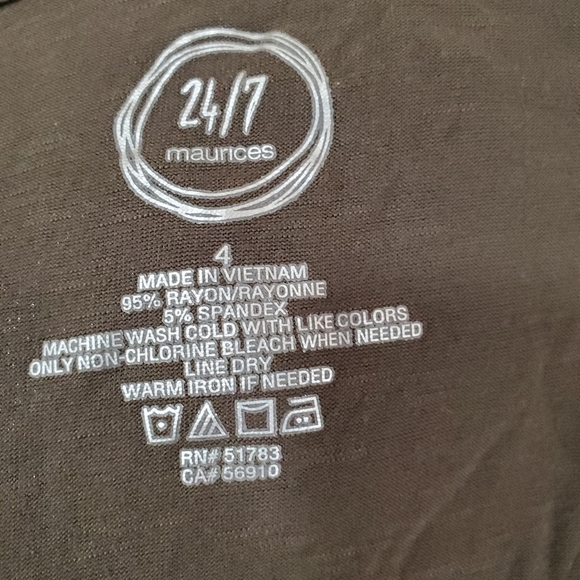 24/7
maurices
4
MADE IN VIETNAM
95% RAYON/RAYONNE
5% SPANDEX
MACHINE WASH COLD WITH LIKE COLORS
ONLY NON-CHLORINE BLEACH WHEN NEEDED
LINE DRY
WARM IRON IF NEEDED
RN# 51783
CA# 56910